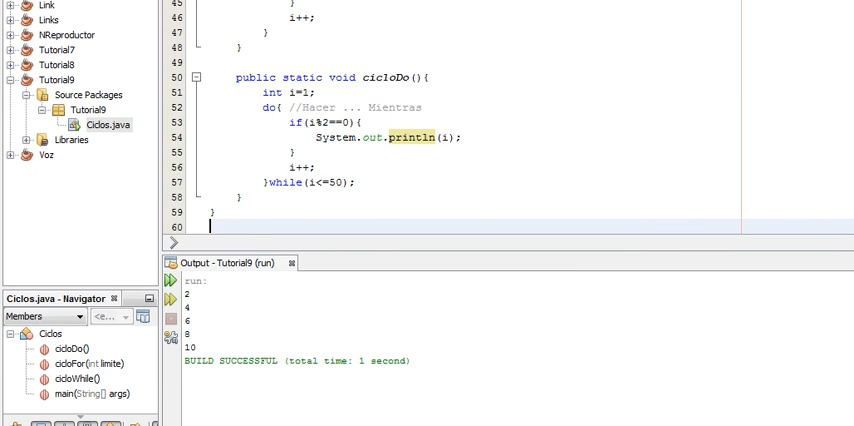 Link
Links
NReproductor
Tutorial7
Tutorial8
Tutorial9
Source Packages
Tutorial9
Ciclos.java
Libraries
Voz
45 }
46 i++;
47 }
48 }
49
50 public static void cicloDo(){
51 int i=1;
52 do{ //Hacer ... Mientras
53 if(i%2==0){
54 System.out.println(i);
55 }
56 i++;
57 }while(i<=50);
58 }
59 }
60
Output - Tutorial9 (run)
run:
2
4
6
8
10
BUILD SUCCESSFUL (total time: 1 second)
Ciclos.java - Navigator
Members <e...
Ciclos
cicloDo()
cicloFor(int limite)
cicloWhile()
main(String[] args)